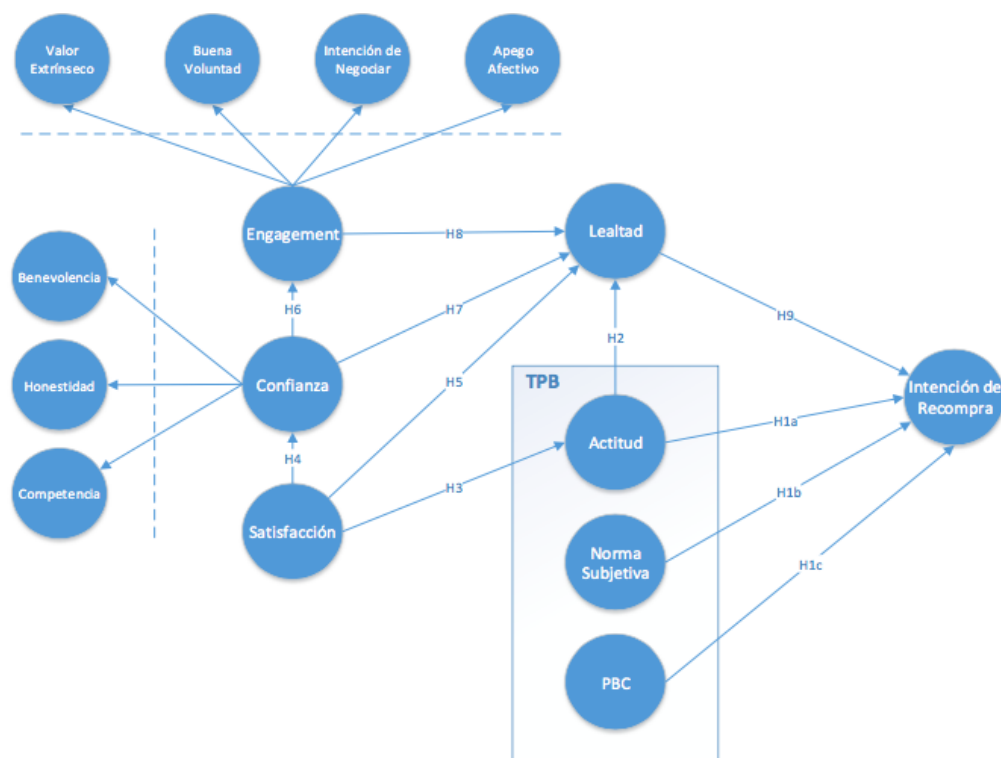 Valor
Extrínseco
Buena
Voluntad
Intención de
Negociar
Apego
Afectivo
Engagement
H8
Lealtad
Benevolencia
H6
H7
H9
H2
Honestidad
Confianza
H5
TPB
Intención de
Recompra
Actitud
H1a
H4
Competencia
H3
H1b
Satisfacción
Norma
Subjetiva
H1c
PBC